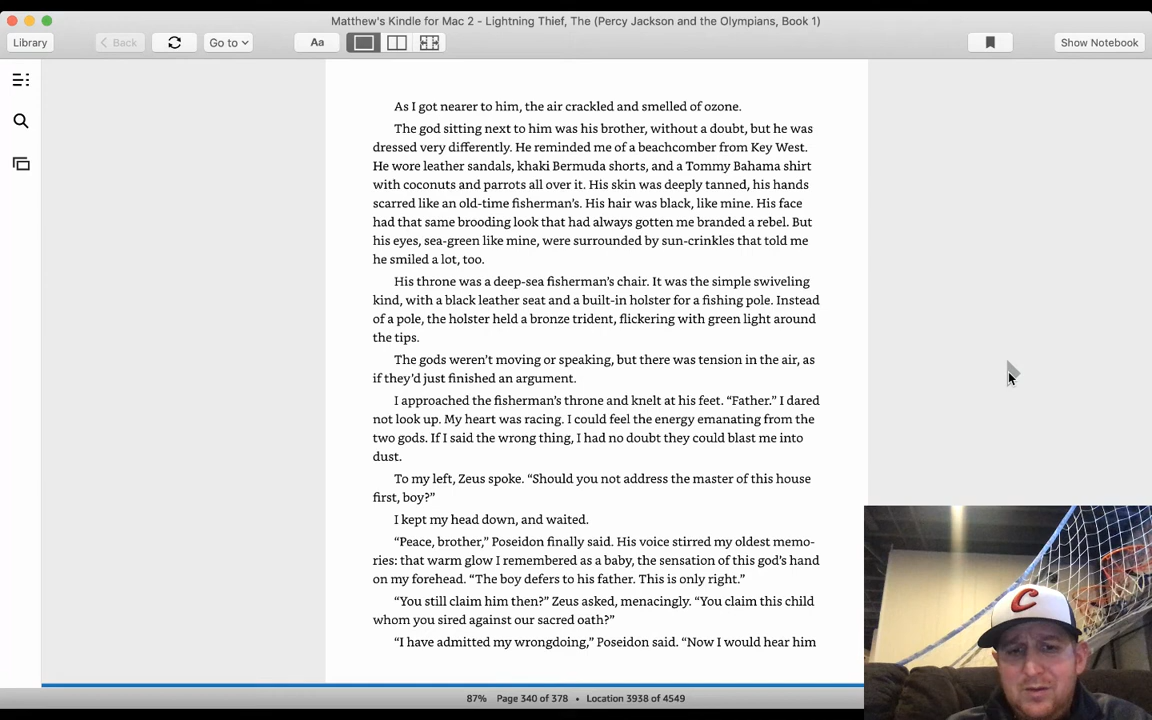 Matthew's Kindle for Mac 2 - Lightning Thief, The (Percy Jackson and the Olympians, Book 1)
Library
Back
Go to
Aa
Show Notebook
As I got nearer to him, the air crackled and smelled of ozone.
The god sitting next to him was his brother, without a doubt, but he was
dressed very differently. He reminded me of a beachcomber from Key West.
He wore leather sandals, khaki Bermuda shorts, and a Tommy Bahama shirt
with coconuts and parrots all over it. His skin was deeply tanned, his hands
scarred like an old-time fisherman's. His hair was black, like mine. His face
had that same brooding look that had always gotten me branded a rebel. But
his eyes, sea-green like mine, were surrounded by sun-crinkles that told me
he smiled a lot, too.
His throne was a deep-sea fisherman's chair. It was the simple swiveling
kind, with a black leather seat and a built-in holster for a fishing pole. Instead
of a pole, the holster held a bronze trident, flickering with green light around
the tips.
The gods weren't moving or speaking, but there was tension in the air, as
if they'd just finished an argument.
I approached the fisherman's throne and knelt at his feet. “Father.” I dared
not look up. My heart was racing. I could feel the energy emanating from the
two gods. If I said the wrong thing, I had no doubt they could blast me into
dust.
To my left, Zeus spoke. “Should you not address the master of this house
first, boy?”
I kept my head down, and waited.
“Peace, brother,” Poseidon finally said. His voice stirred my oldest memo-
ries: that warm glow I remembered as a baby, the sensation of this god's hand
on my forehead. “The boy defers to his father. This is only right.”
“You still claim him then?” Zeus asked, menacingly. “You claim this child
whom you sired against our sacred oath?”
“I have admitted my wrongdoing,” Poseidon said. “Now I would hear him
87% Page 340 of 378 • Location 3938 of 4549
C